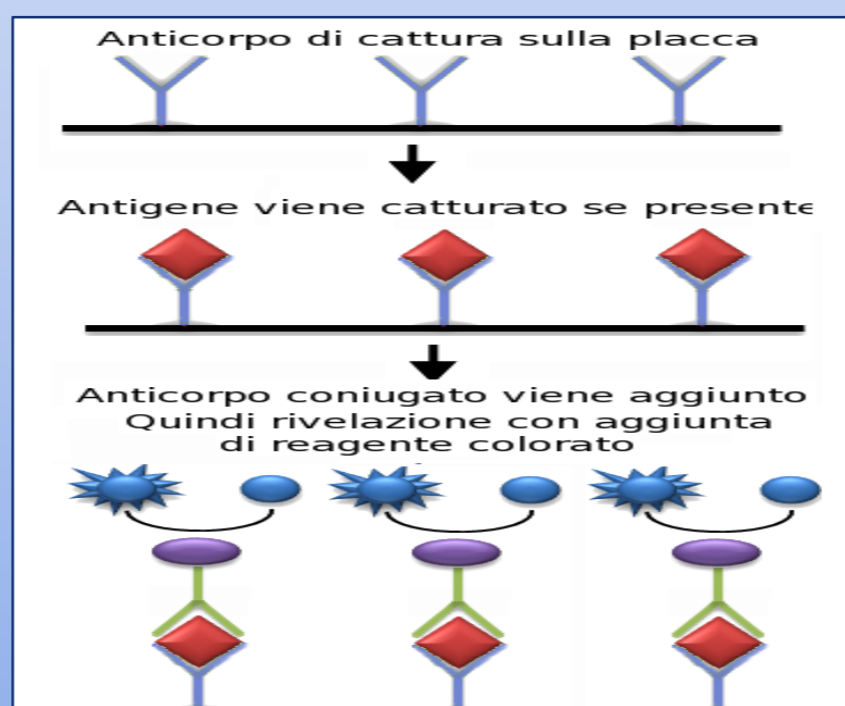 Anticorpo di cattura sulla placca
Antigene viene catturato se presente
Anticorpo coniugato viene aggiunto
Quindi rivelazione con aggiunta
di reagente colorato